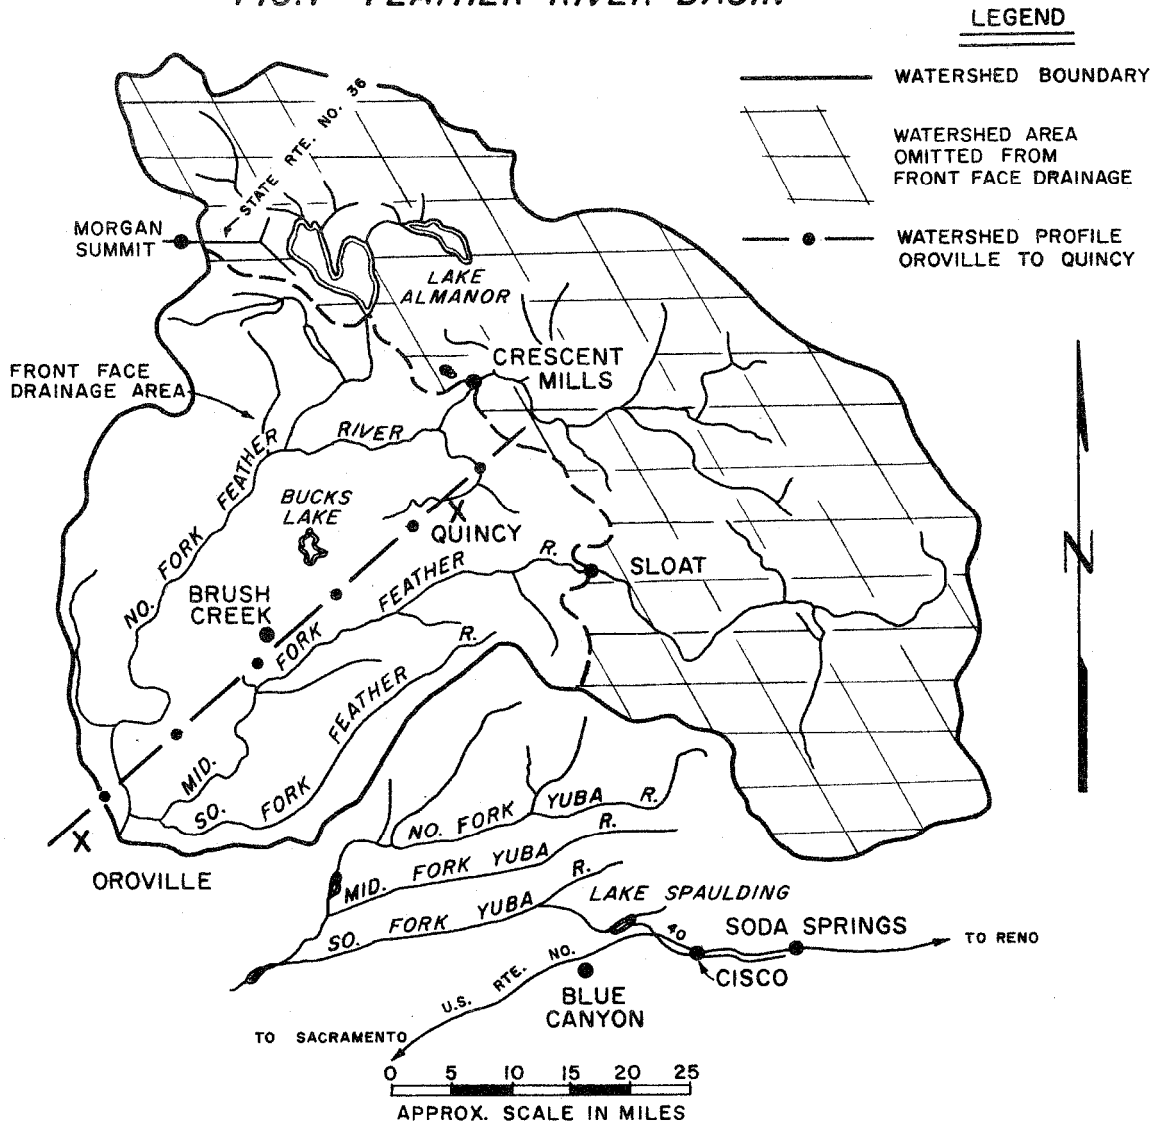 FIG.1 FEATHER RIVER BASIN
LEGEND
WATERSHED BOUNDARY
WATERSHED AREA
OMITTED FROM
FRONT FACE DRAINAGE
WATERSHED PROFILE
OROVILLE TO QUINCY
STATE RTE. NO. 36
MORGAN
SUMMIT
LAKE
ALMANOR
CRESCENT
MILLS
FRONT FACE
DRAINAGE AREA
NO. FORK FEATHER RIVER
BUCKS
LAKE
X
QUINCY
SLOAT
N
BRUSH
CREEK
MID. FORK FEATHER R.
SO. FORK FEATHER R.
X
OROVILLE
NO. FORK YUBA R.
MID. FORK YUBA R.
SO. FORK YUBA R.
LAKE SPAULDING
SODA SPRINGS
TO RENO
CISCO
U.S. RTE. NO. 40
BLUE
CANYON
TO SACRAMENTO
0 5 10 15 20 25
APPROX. SCALE IN MILES